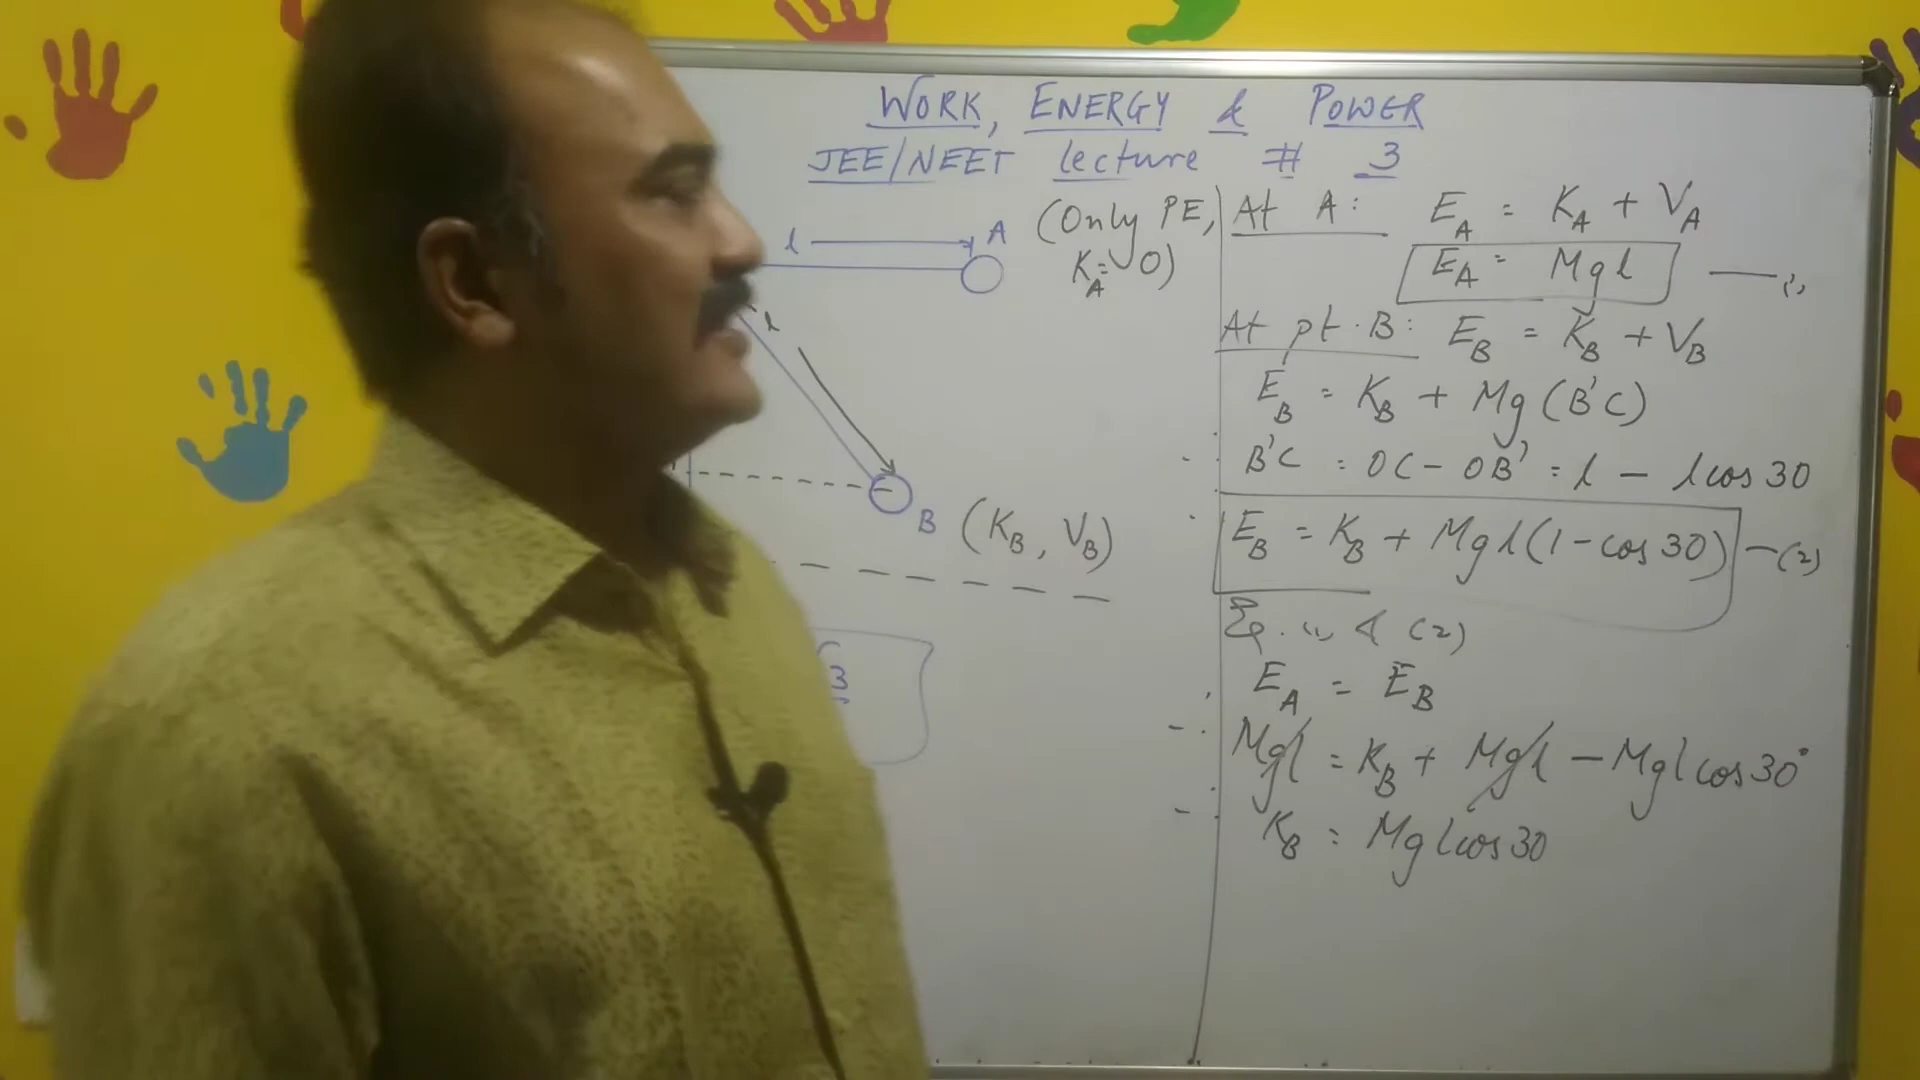 WORK, ENERGY & POWER
JEE/NEET lecture # 3
l
A
(Only PE,
K_A = 0)
l
B (K_B, V_B)
3
At A: E_A = K_A + V_A
E_A = Mgl — (1)
At pt. B: E_B = K_B + V_B
E_B = K_B + Mg (B'C)
B'C = OC - OB' = l - l cos 30
E_B = K_B + Mgl(1 - cos 30) — (2)
Eq. (1) & (2)
E_A = E_B
Mgl = K_B + Mgl - Mgl cos 30°
K_B = Mgl cos 30